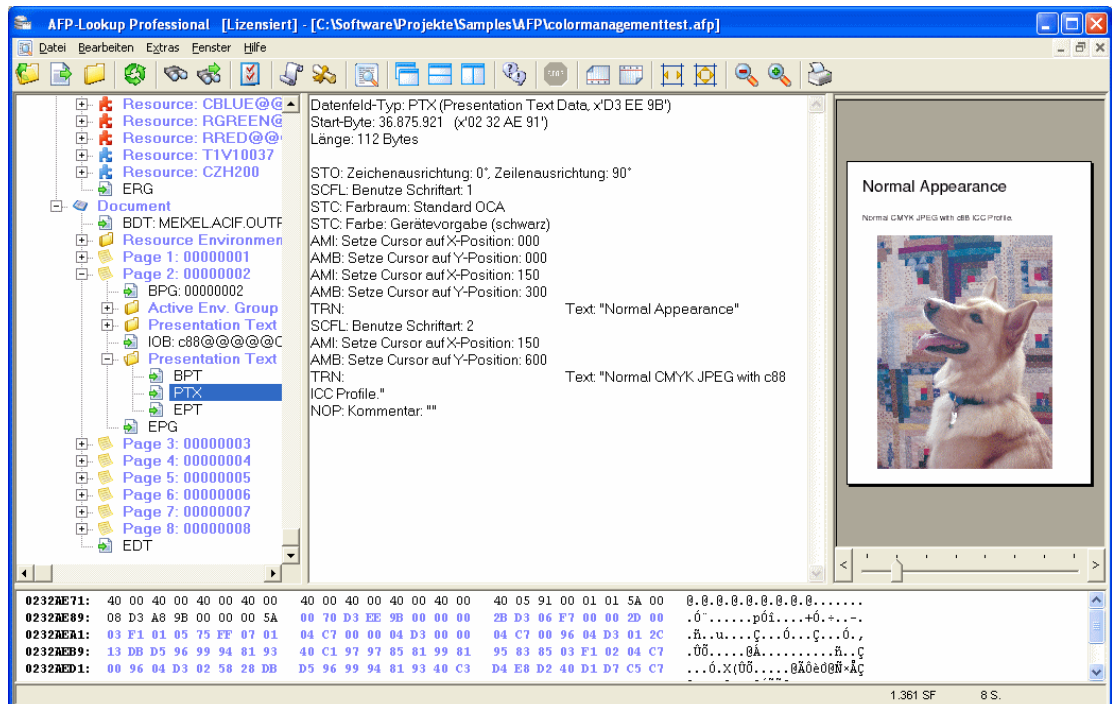 AFP-Lookup Professional [Lizensiert] - [C:\Software\Projekte\Samples\AFP\colormanagementtest.afp]
Datei Bearbeiten Extras Fenster Hilfe
Resource: CBLUE@@
Resource: RGREEN@
Resource: RRED@@
Resource: T1V10037
Resource: CZH200
ERG
Document
BDT: MEIXELACIF.OUTF
Resource Environmen
Page 1: 00000001
Page 2: 00000002
BPG: 00000002
Active Env. Group
Presentation Text
IOB: c88@@@@@C
Presentation Text
BPT
PTX
EPT
EPG
Page 3: 00000003
Page 4: 00000004
Page 5: 00000005
Page 6: 00000006
Page 7: 00000007
Page 8: 00000008
EDT
Datenfeld-Typ: PTX (Presentation Text Data, x'D3 EE 9B')
Start-Byte: 36.875.921 (x'02 32 AE 91')
Länge: 112 Bytes
STO: Zeichenausrichtung: 0°, Zeilenausrichtung: 90°
SCFL: Benutze Schriftart: 1
STC: Farbraum: Standard OCA
STC: Farbe: Gerätevorgabe (schwarz)
AMI: Setze Cursor auf X-Position: 000
AMB: Setze Cursor auf Y-Position: 000
AMI: Setze Cursor auf X-Position: 150
AMB: Setze Cursor auf Y-Position: 300
TRN: Text: "Normal Appearance"
SCFL: Benutze Schriftart: 2
AMI: Setze Cursor auf X-Position: 150
AMB: Setze Cursor auf Y-Position: 600
TRN: Text: "Normal CMYK JPEG with c88
ICC Profile."
NOP: Kommentar: ""
Normal Appearance
Normal CMYK JPEG with c88 ICC Profile.
0232AE71: 40 00 40 00 40 00 40 00 40 00 40 00 40 00 40 00 40 05 91 00 01 01 5A 00 @.@.@.@.@.@.@.@.@.......
0232AE89: 08 D3 A8 9B 00 00 00 5A 00 70 D3 EE 9B 00 00 00 2B D3 06 F7 00 00 2D 00 .Ó¨......pÓî....+Ó.÷..-.
0232AEA1: 03 F1 01 05 75 FF 07 01 04 C7 00 00 04 D3 00 00 04 C7 00 96 04 D3 01 2C .ñ..u....Ç...Ó...Ç...Ó.,
0232AEB9: 13 DB D5 96 99 94 81 93 40 C1 97 97 85 81 99 81 95 83 85 03 F1 02 04 C7 .ÛÕ.....@Á..........ñ..Ç
0232AED1: 00 96 04 D3 02 58 28 DB D5 96 99 94 81 93 40 C3 D4 E8 D2 40 D1 D7 C5 C7 ...Ó.X(ÛÕ.....@ÃÔèÒ@Ñ×ÅÇ
1.361 SF 8 S.